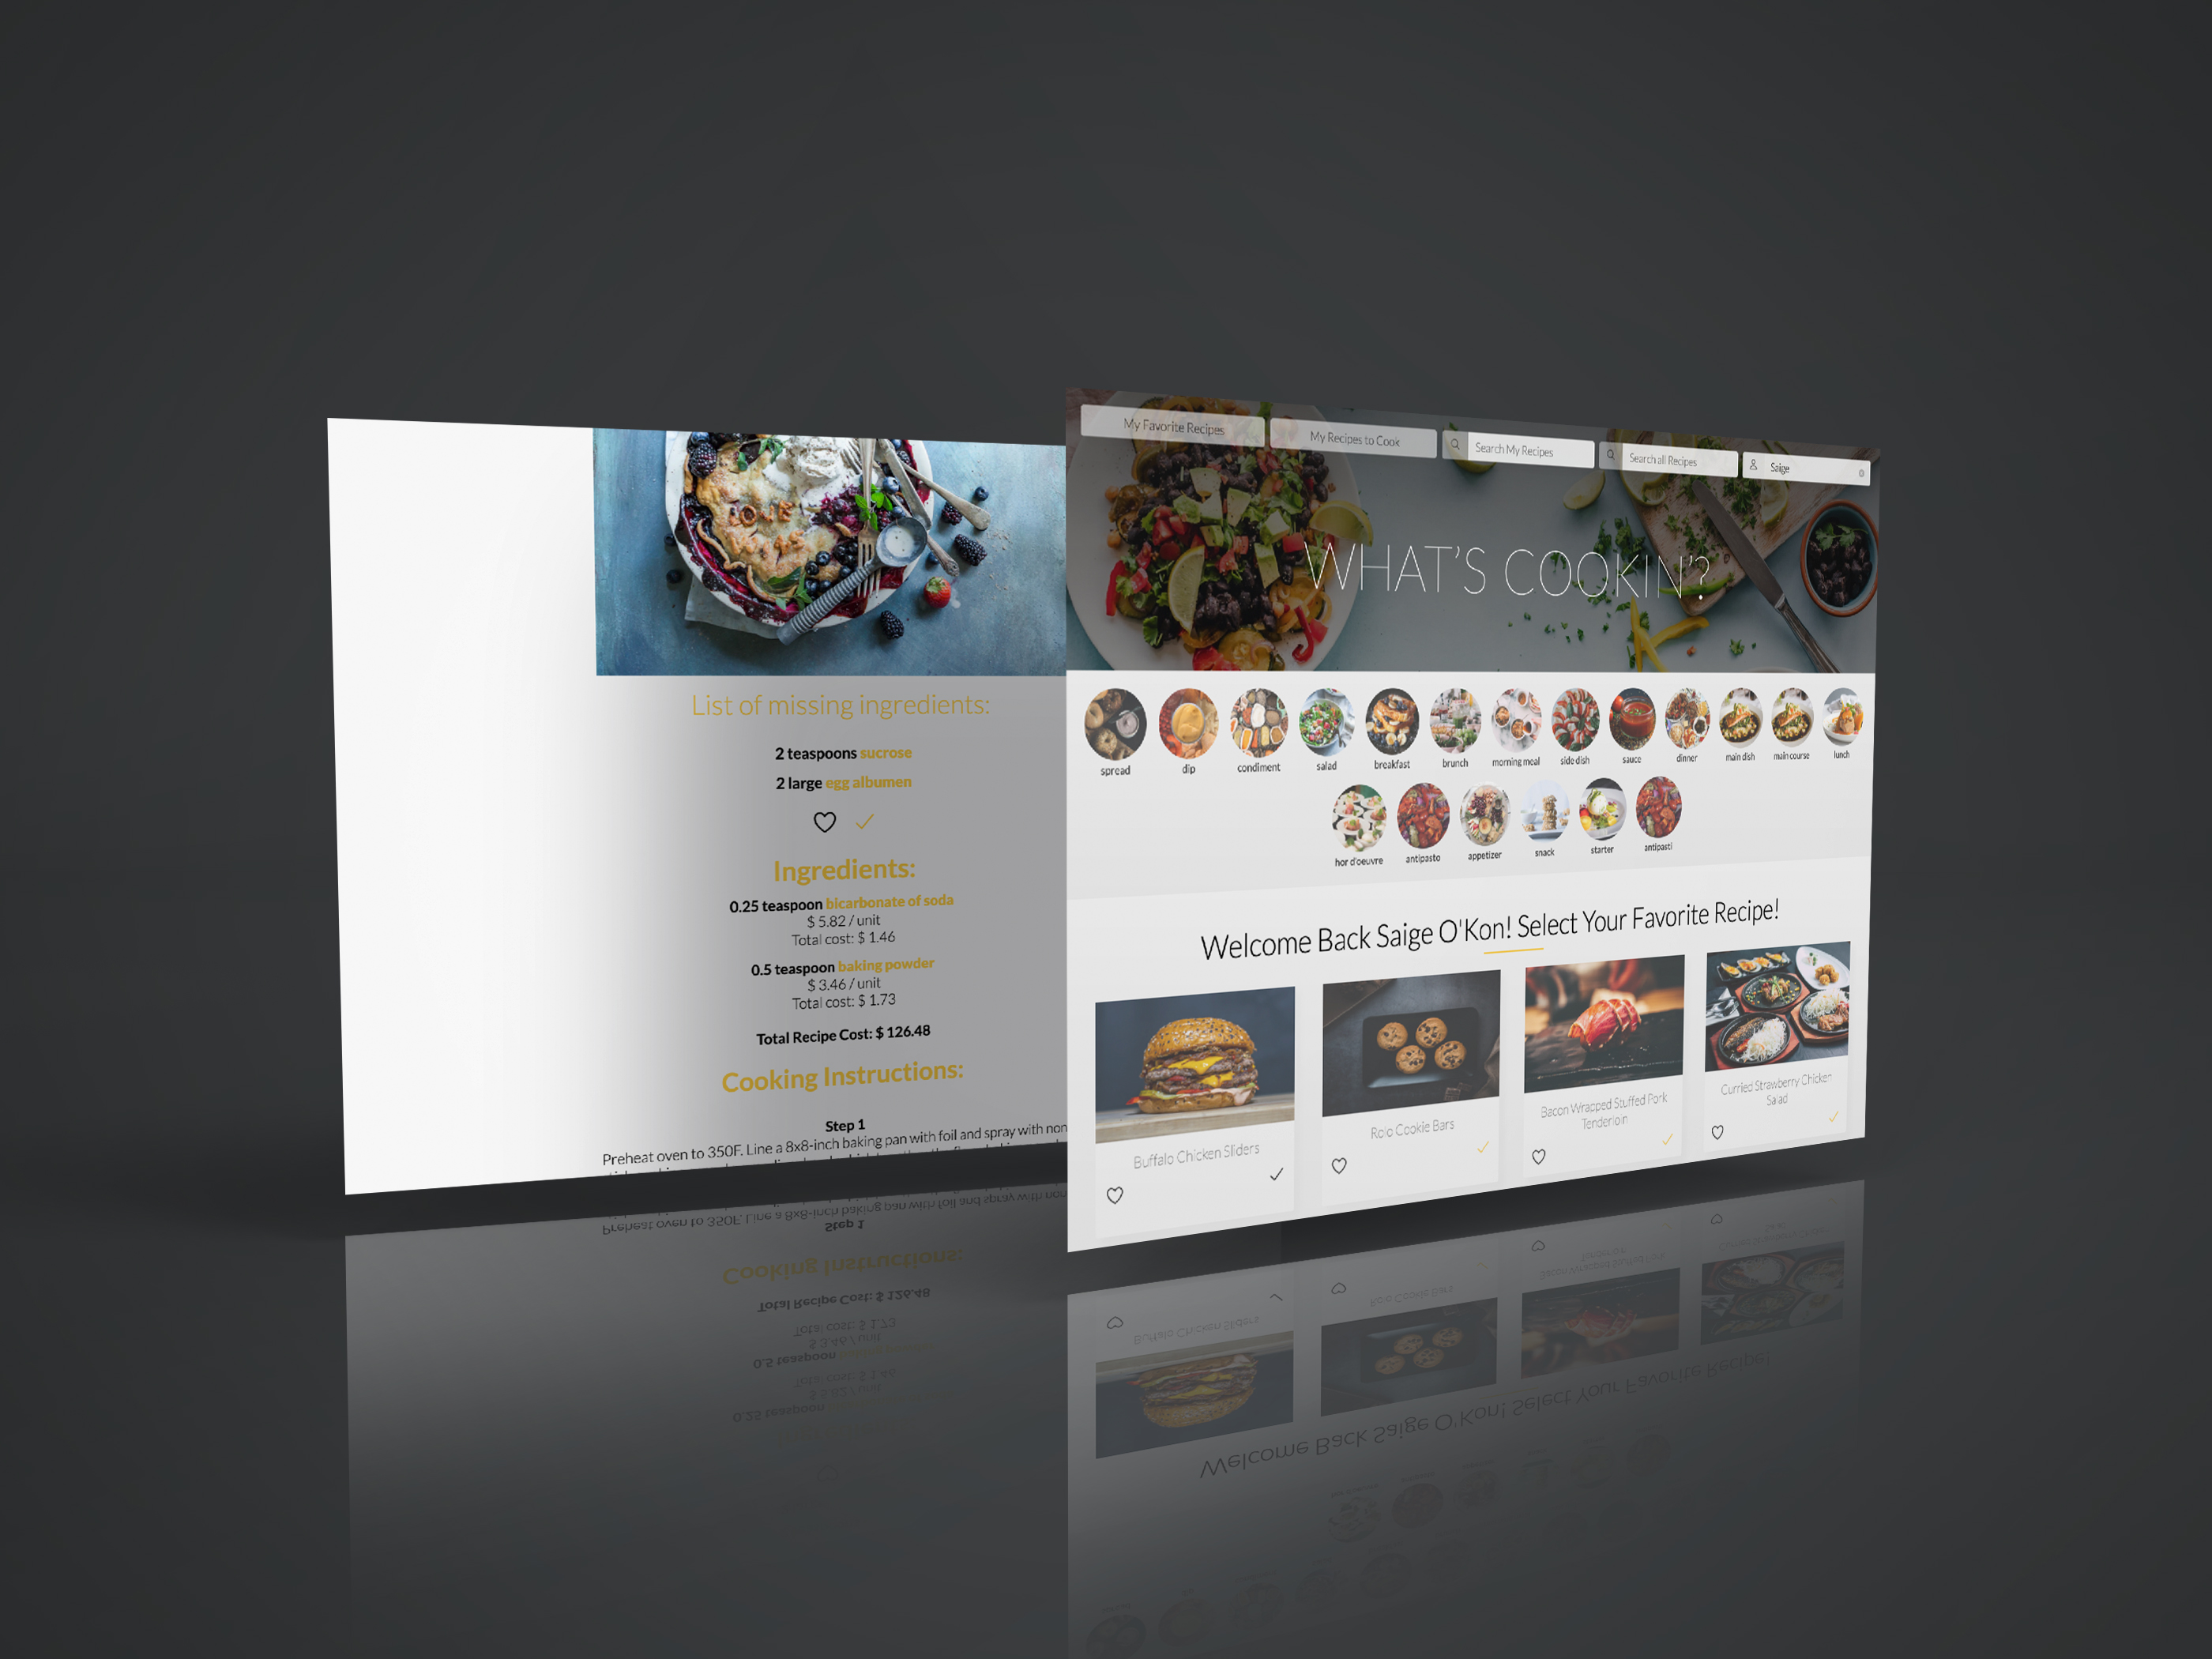 LOVE
List of missing ingredients:
2 teaspoons sucrose
2 large egg albumen
Ingredients:
0.25 teaspoon bicarbonate of soda
$ 5.82 / unit
Total cost: $ 1.46
0.5 teaspoon baking powder
$ 3.46 / unit
Total cost: $ 1.73
Total Recipe Cost: $ 126.48
Cooking Instructions:
Step 1
Preheat oven to 350F. Line a 8x8-inch baking pan with foil and spray with non
My Favorite Recipes
My Recipes to Cook
Search My Recipes
Search all Recipes
Saige
WHAT'S COOKIN'?
spread
dip
condiment
salad
breakfast
brunch
morning meal
side dish
sauce
dinner
main dish
main course
lunch
hor d'oeuvre
antipasto
appetizer
snack
starter
antipasti
Welcome Back Saige O'Kon! Select Your Favorite Recipe!
Buffalo Chicken Sliders
Rolo Cookie Bars
Bacon Wrapped Stuffed Pork
Tenderloin
Curried Strawberry Chicken
Salad